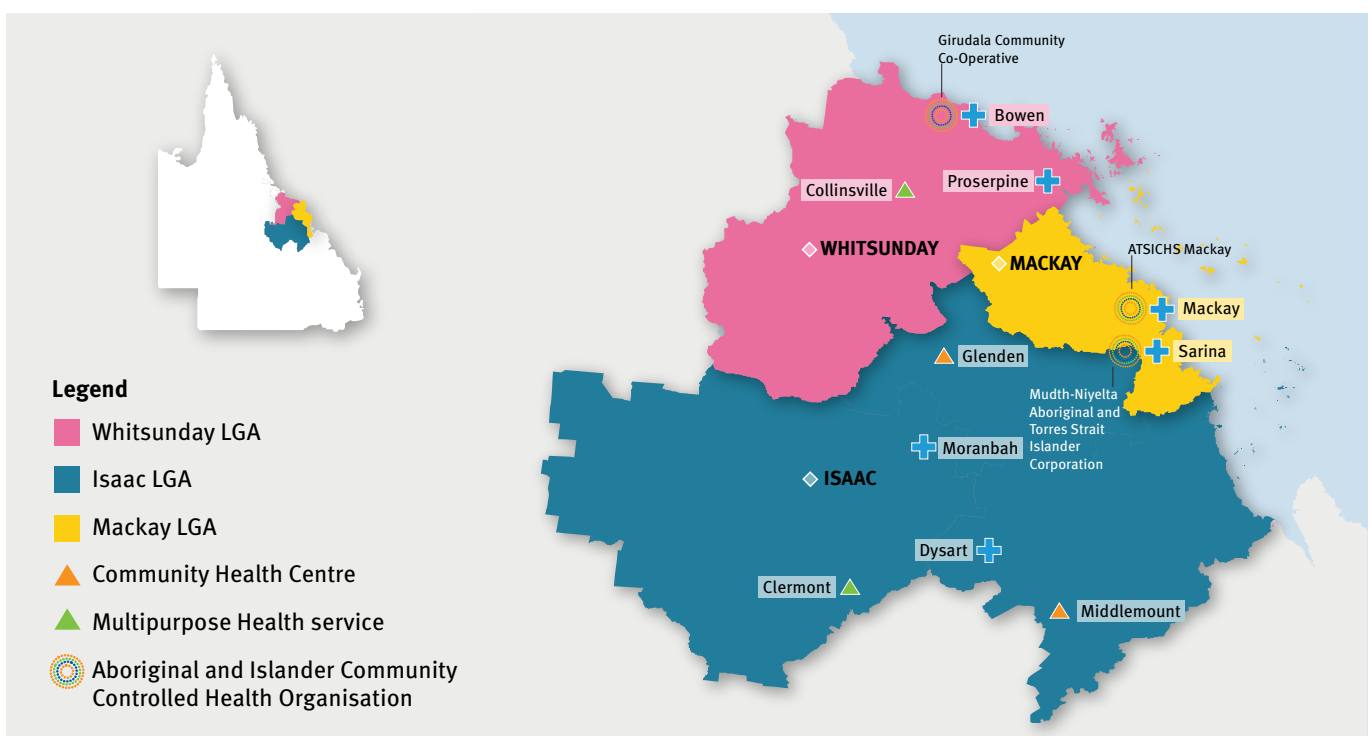 Girudala Community
Co-Operative
Bowen
Proserpine
Collinsville
WHITSUNDAY
MACKAY
ATSICHS Mackay
Mackay
Sarina
Glenden
Mudth-Niyelta
Aboriginal and
Torres Strait
Islander
Corporation
Moranbah
ISAAC
Dysart
Clermont
Middlemount
Legend
Whitsunday LGA
Isaac LGA
Mackay LGA
Community Health Centre
Multipurpose Health service
Aboriginal and Islander Community
Controlled Health Organisation